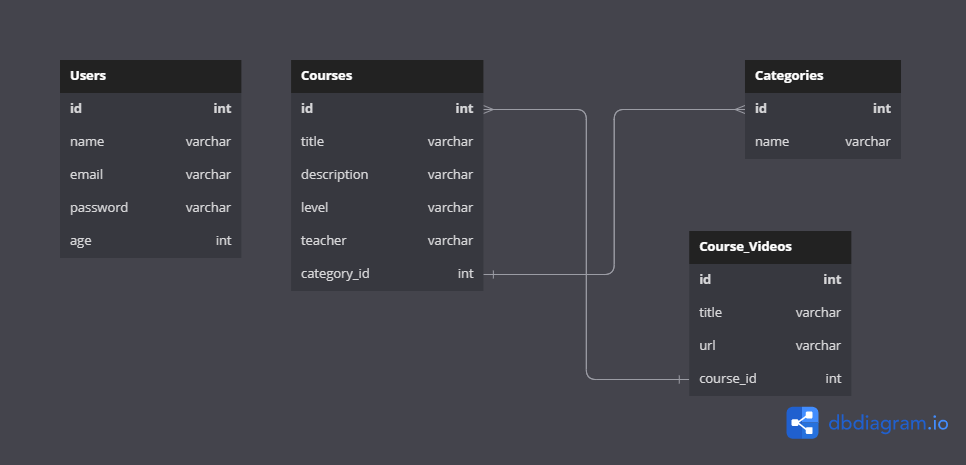 Users
id int
name varchar
email varchar
password varchar
age int
Courses
id int
title varchar
description varchar
level varchar
teacher varchar
category_id int
Categories
id int
name varchar
Course_Videos
id int
title varchar
url varchar
course_id int
dbdiagram.io